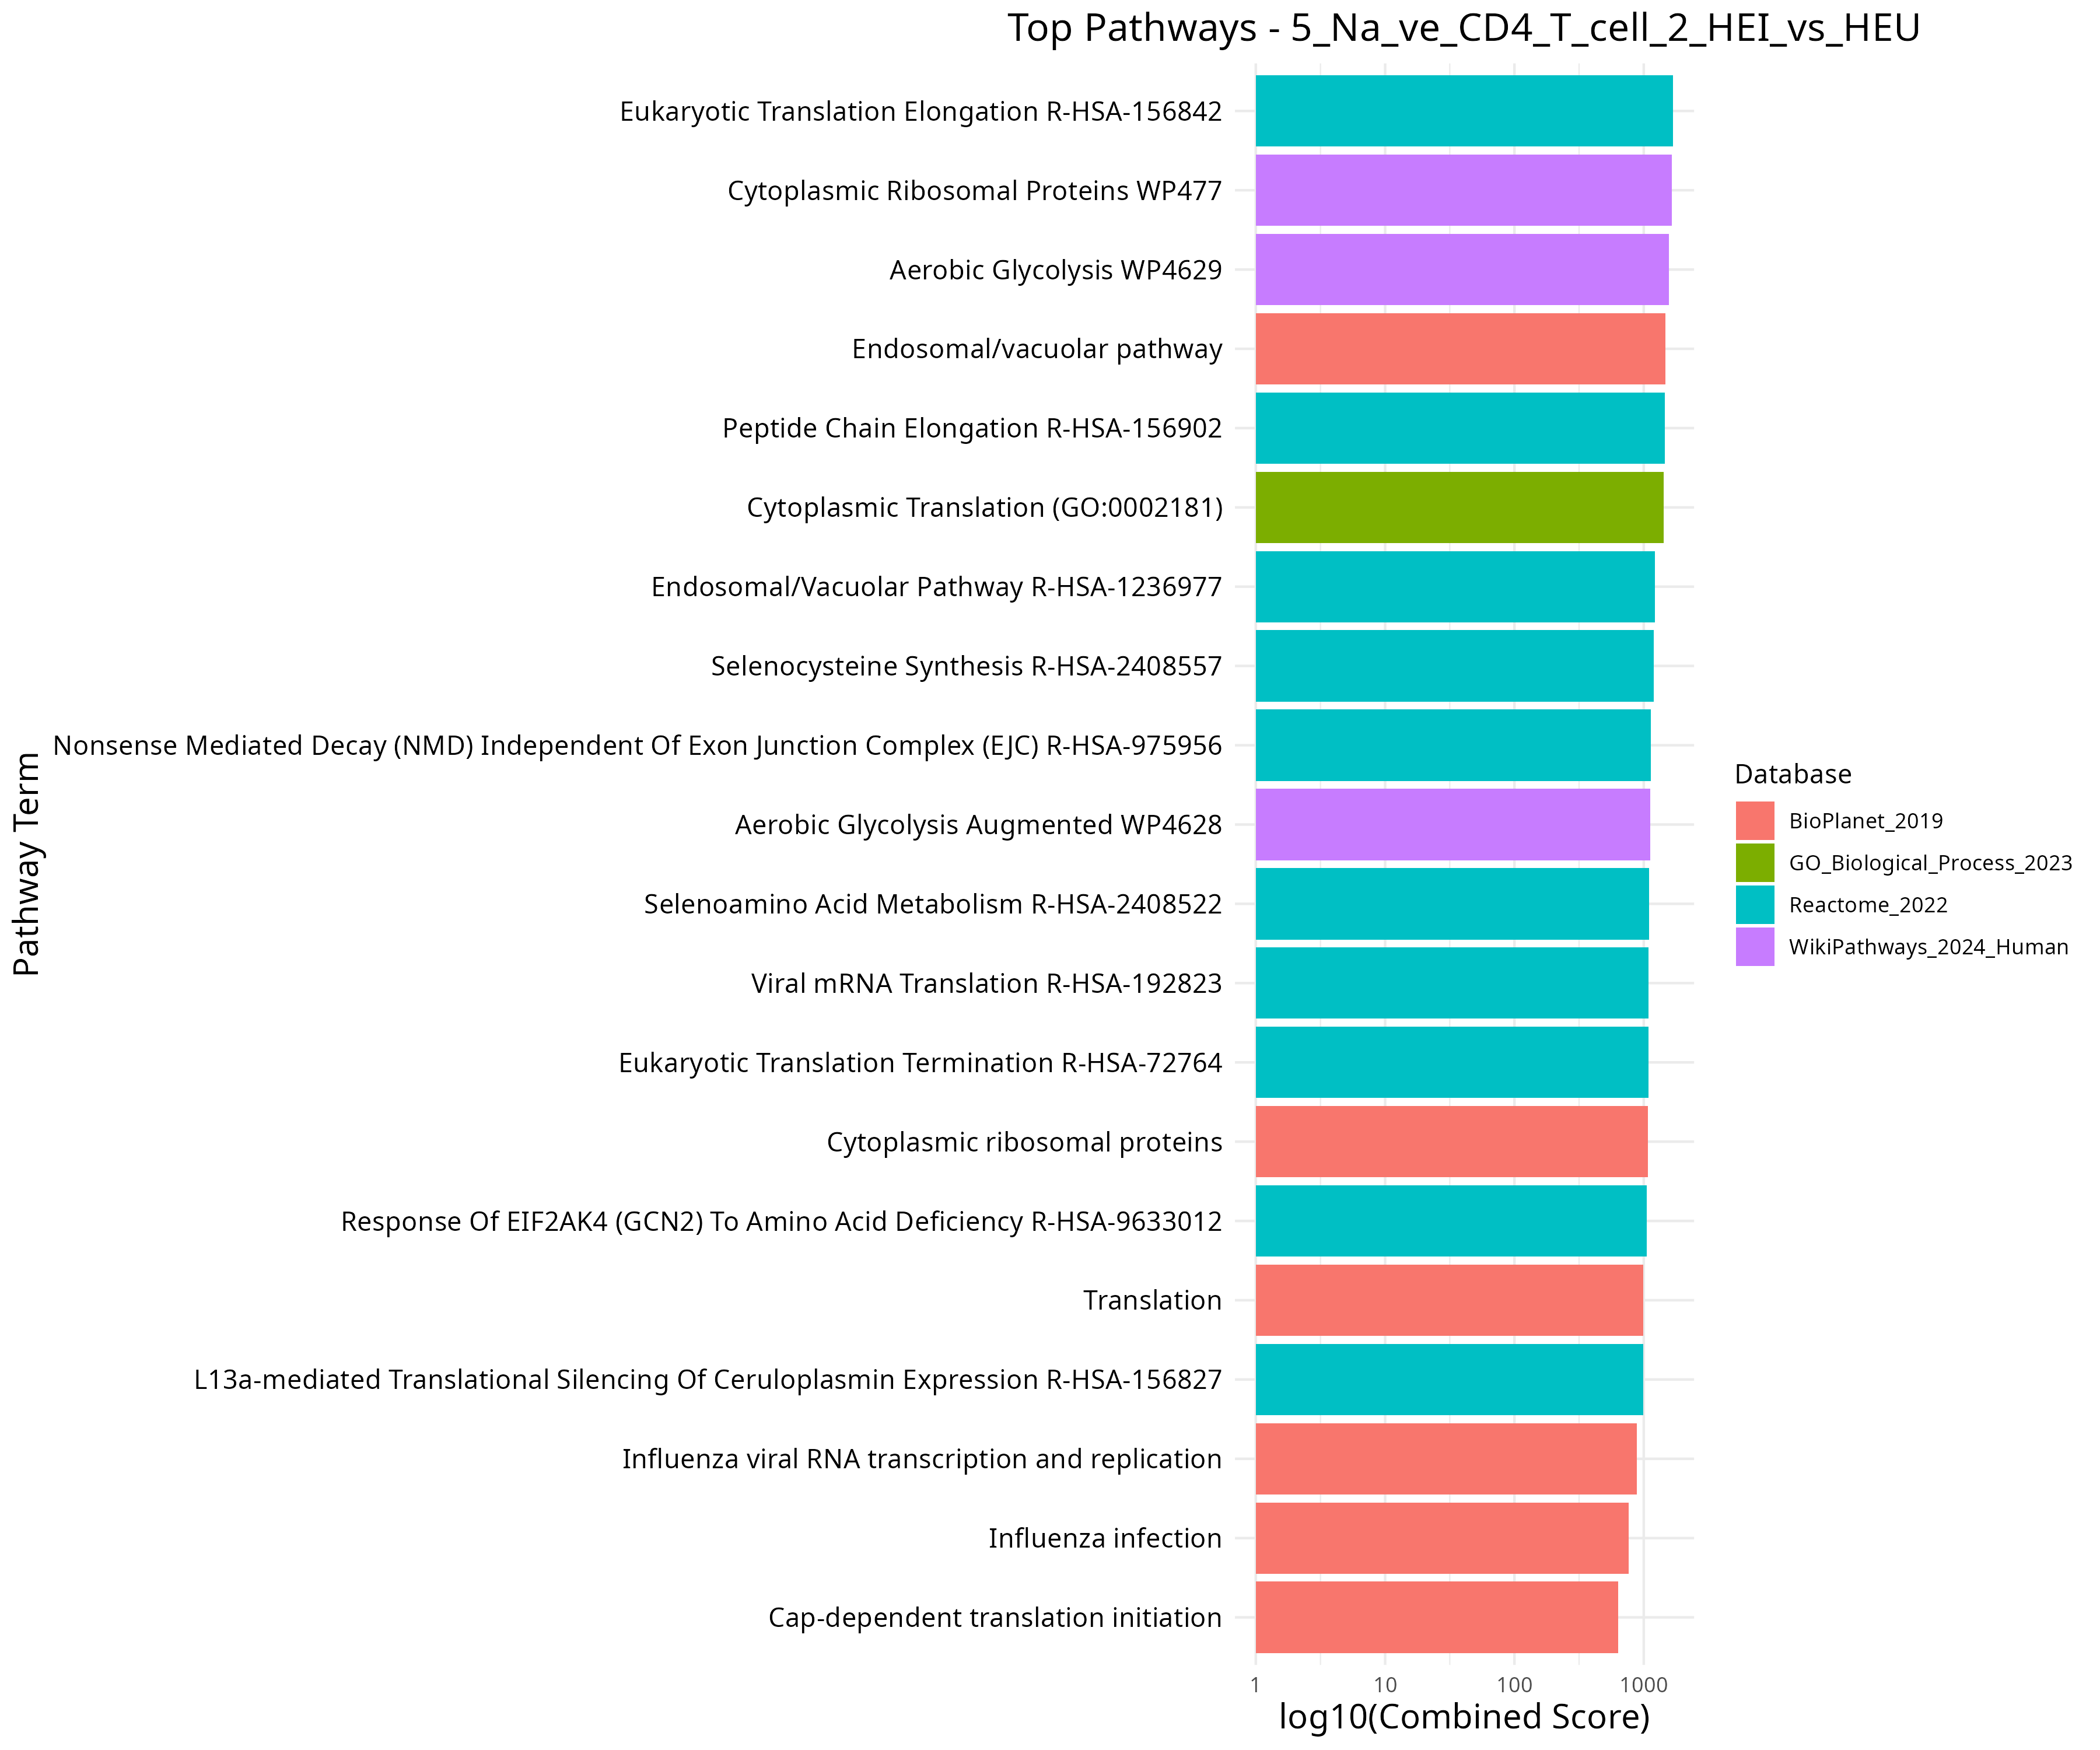 Top Pathways - 5_Na_ve_CD4_T_cell_2_HEI_vs_HEU
Pathway Term
Eukaryotic Translation Elongation R-HSA-156842
Cytoplasmic Ribosomal Proteins WP477
Aerobic Glycolysis WP4629
Endosomal/vacuolar pathway
Peptide Chain Elongation R-HSA-156902
Cytoplasmic Translation (GO:0002181)
Endosomal/Vacuolar Pathway R-HSA-1236977
Selenocysteine Synthesis R-HSA-2408557
Nonsense Mediated Decay (NMD) Independent Of Exon Junction Complex (EJC) R-HSA-975956
Aerobic Glycolysis Augmented WP4628
Selenoamino Acid Metabolism R-HSA-2408522
Viral mRNA Translation R-HSA-192823
Eukaryotic Translation Termination R-HSA-72764
Cytoplasmic ribosomal proteins
Response Of EIF2AK4 (GCN2) To Amino Acid Deficiency R-HSA-9633012
Translation
L13a-mediated Translational Silencing Of Ceruloplasmin Expression R-HSA-156827
Influenza viral RNA transcription and replication
Influenza infection
Cap-dependent translation initiation
1 10 100 1000
log10(Combined Score)
Database
BioPlanet_2019
GO_Biological_Process_2023
Reactome_2022
WikiPathways_2024_Human